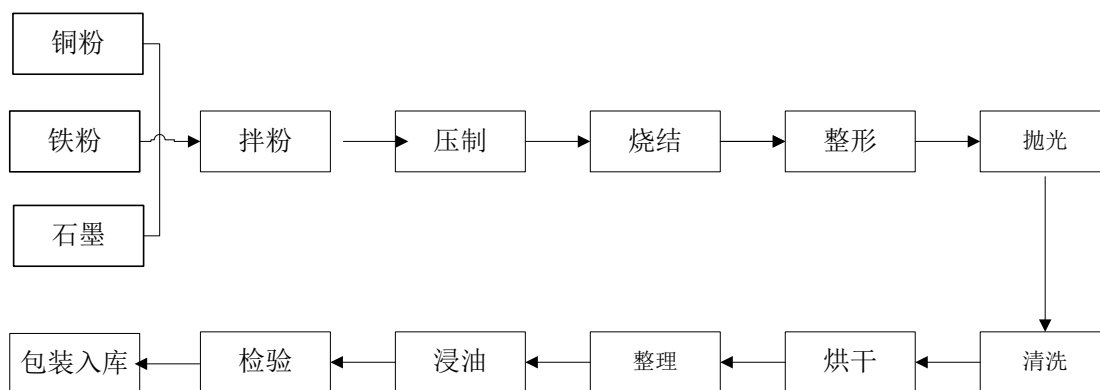 铜粉
铁粉
拌粉
压制
烧结
整形
抛光
石墨
包装入库
检验
浸油
整理
烘干
清洗